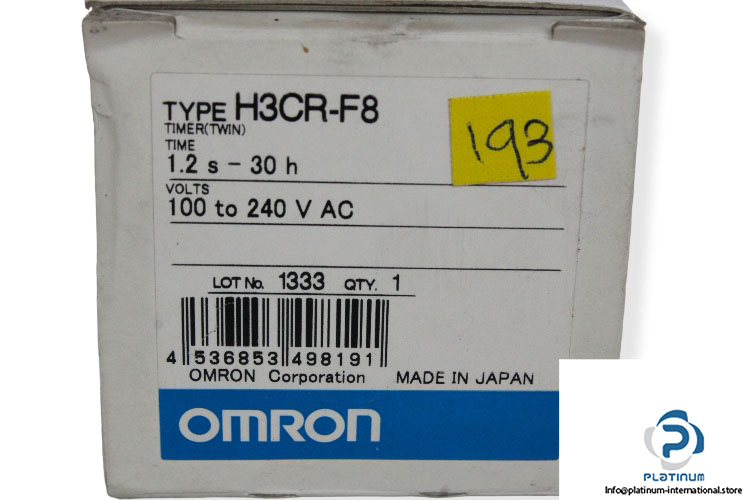 TYPE H3CR-F8
TIMER(TWIN)
TIME
1.2 s - 30 h
VOLTS
100 to 240 V AC
193
LOT No. 1333 QTY. 1
4 536853 498191
OMRON Corporation MADE IN JAPAN
OMRON
PLATINUM
Info@platinum-international.store